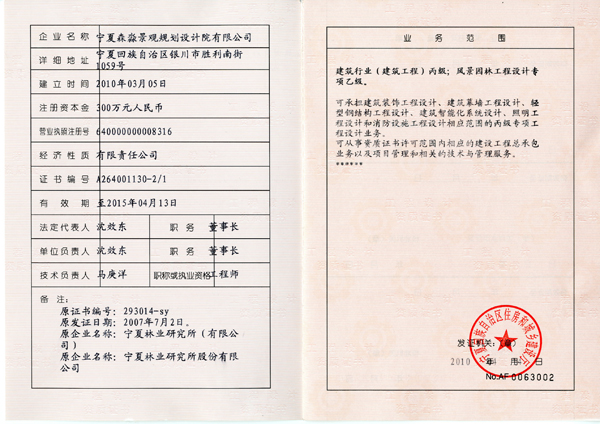 企业名称 宁夏森淼景观规划设计院有限公司
详细地址 宁夏回族自治区银川市胜利南街
1059号
建立时间 2010年03月05日
注册资本金 300万元人民币
营业执照注册号 640000000008316
经济性质 有限责任公司
证书编号 A264001130-2/1
有效期 至2015年04月13日
法定代表人 沈效东 职务 董事长
单位负责人 沈效东 职务 董事长
技术负责人 马庚洋 职称或执业资格 工程师
备注:
原证书编号:293014-sy
原发证日期:2007年7月2日。
原企业名称:宁夏林业研究所(有限公
司)
原企业名称:宁夏林业研究所股份有限
公司
业务范围
建筑行业(建筑工程)丙级;风景园林工程设计专
项乙级。
可承担建筑装饰工程设计、建筑幕墙工程设计、轻
型钢结构工程设计、建筑智能化系统设计、照明工
程设计和消防设施工程设计相应范围的丙级专项工
程设计业务。
可从事资质证书许可范围内相应的建设工程总承包
业务以及项目管理和相关的技术与管理服务。
*******
宁夏回族自治区住房和城乡建设厅
发证机关:(章)
2010 年 月 日
No.AF 0063002